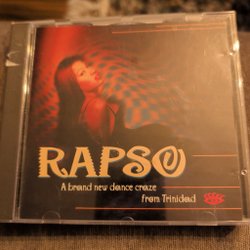 RAPSO
A brand new dance craze
from Trinidad